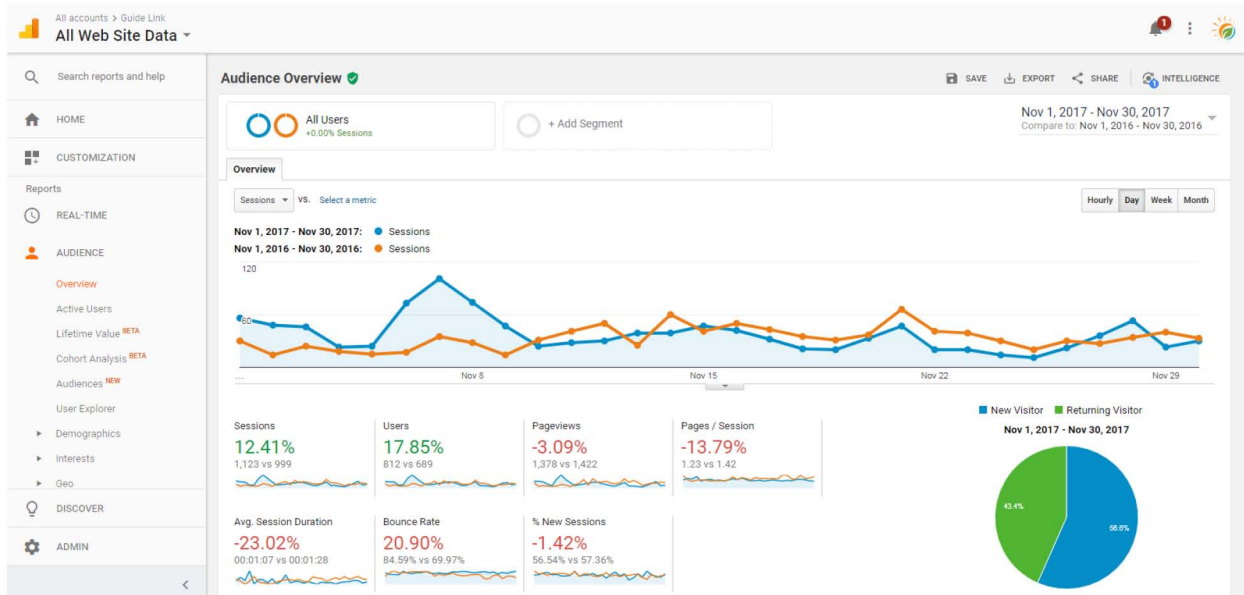 All accounts > Guide Link
All Web Site Data
1
Search reports and help
HOME
CUSTOMIZATION
Reports
REAL-TIME
AUDIENCE
Overview
Active Users
Lifetime Value BETA
Cohort Analysis BETA
Audiences NEW
User Explorer
Demographics
Interests
Geo
DISCOVER
ADMIN
Audience Overview
SAVE
EXPORT
SHARE
1
INTELLIGENCE
All Users
+0.00% Sessions
+ Add Segment
Nov 1, 2017 - Nov 30, 2017
Compare to: Nov 1, 2016 - Nov 30, 2016
Overview
Sessions VS. Select a metric
Hourly Day Week Month
Nov 1, 2017 - Nov 30, 2017: Sessions
Nov 1, 2016 - Nov 30, 2016: Sessions
120
60
... Nov 8 Nov 15 Nov 22 Nov 29
Sessions
12.41%
1,123 vs 999
Users
17.85%
812 vs 689
Pageviews
-3.09%
1,378 vs 1,422
Pages / Session
-13.79%
1.23 vs 1.42
Avg. Session Duration
-23.02%
00:01:07 vs 00:01:28
Bounce Rate
20.90%
84.59% vs 69.97%
% New Sessions
-1.42%
56.54% vs 57.36%
New Visitor Returning Visitor
Nov 1, 2017 - Nov 30, 2017
43.4%
56.6%